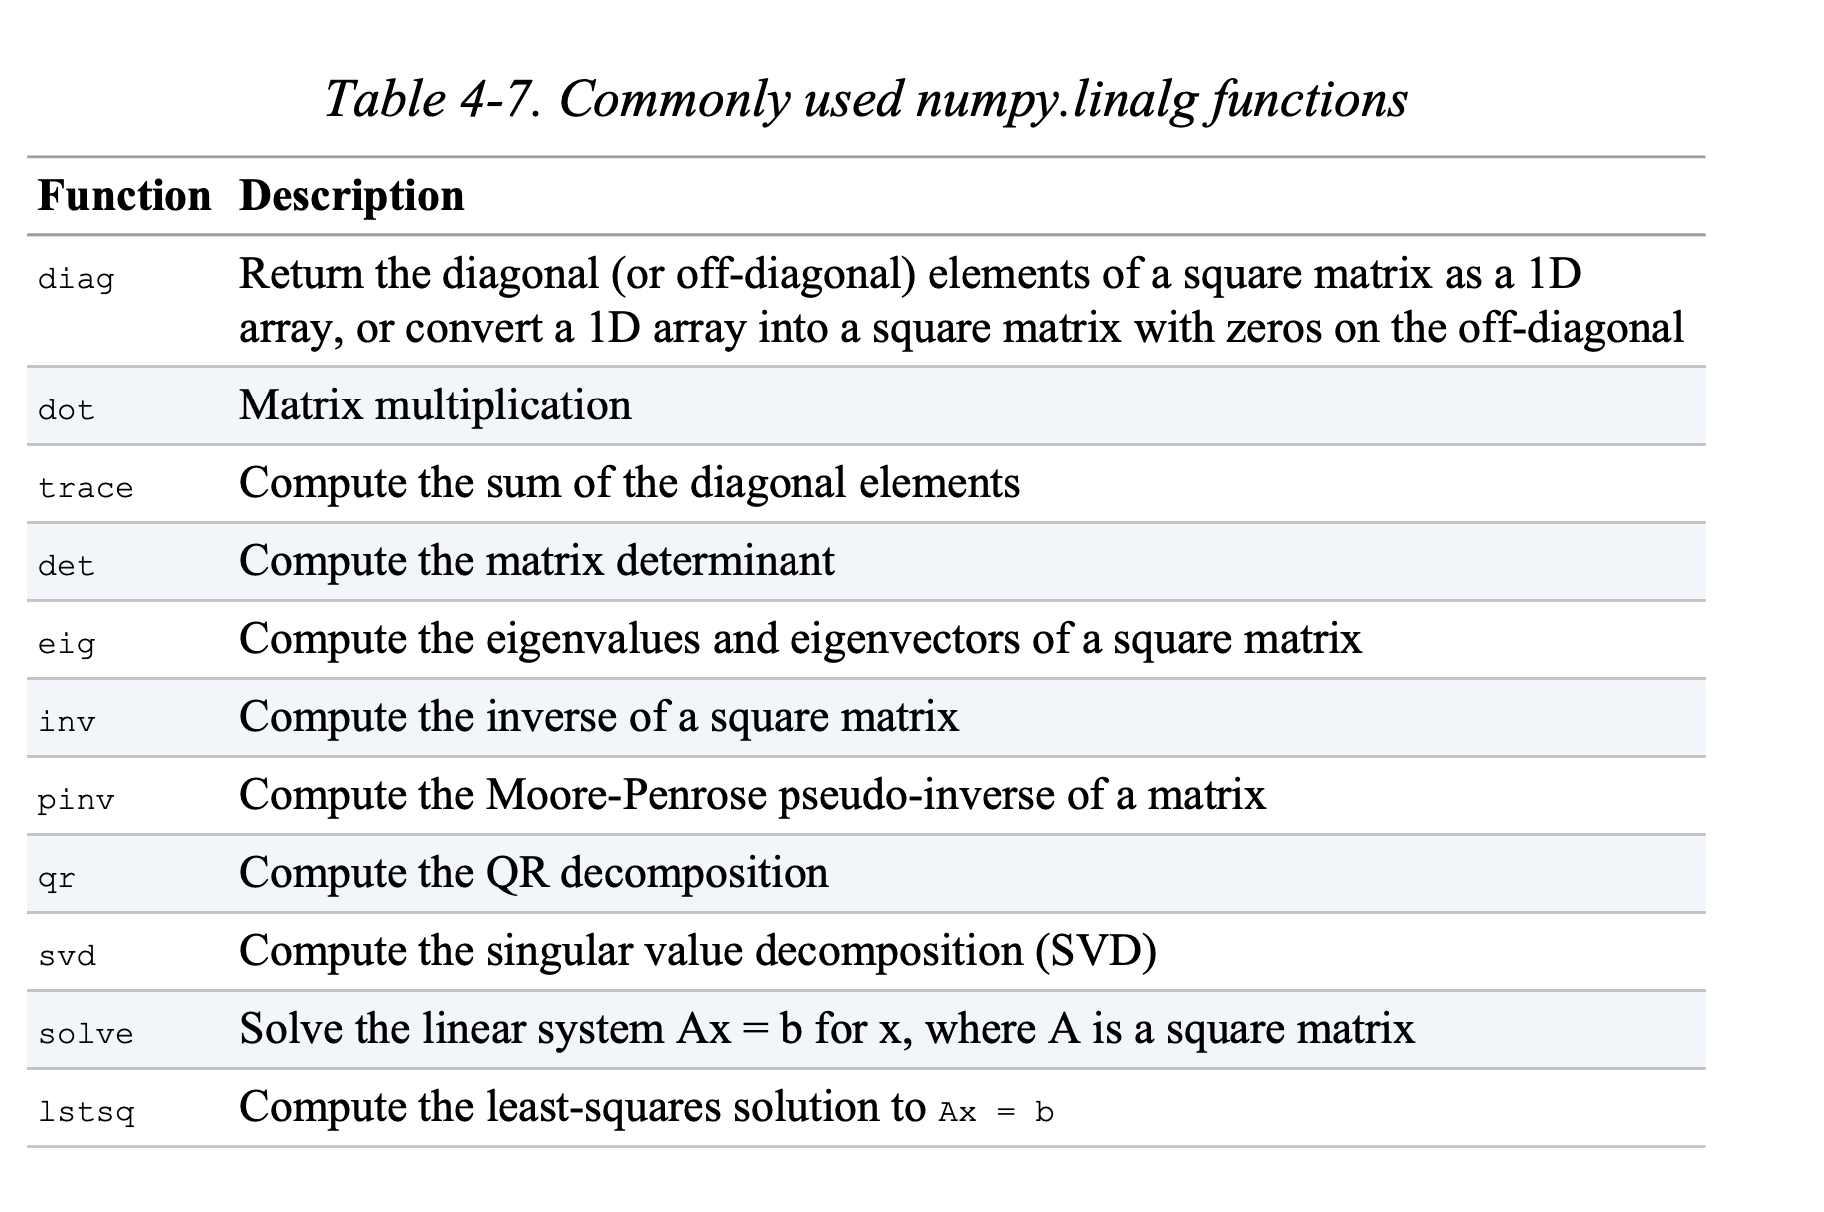 Table 4-7. Commonly used numpy.linalg functions
Function Description
diag Return the diagonal (or off-diagonal) elements of a square matrix as a 1D
array, or convert a 1D array into a square matrix with zeros on the off-diagonal
dot Matrix multiplication
trace Compute the sum of the diagonal elements
det Compute the matrix determinant
eig Compute the eigenvalues and eigenvectors of a square matrix
inv Compute the inverse of a square matrix
pinv Compute the Moore-Penrose pseudo-inverse of a matrix
qr Compute the QR decomposition
svd Compute the singular value decomposition (SVD)
solve Solve the linear system Ax = b for x, where A is a square matrix
lstsq Compute the least-squares solution to Ax = b